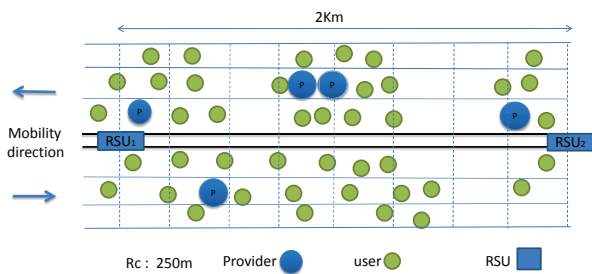 2Km
P P
P P
Mobility
direction
RSU1 RSU2
P
Rc : 250m Provider user RSU